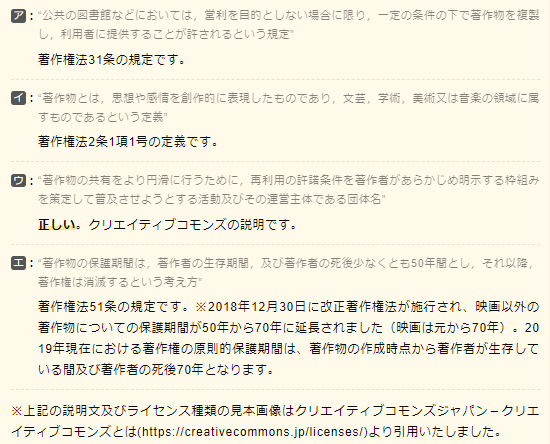 ア：“公共の図書館などにおいては，営利を目的としない場合に限り，一定の条件の下で著作物を複製
し，利用者に提供することが許されるという規定”
著作権法31条の規定です。
イ：“著作物とは，思想や感情を創作的に表現したものであり，文芸，学術，美術又は音楽の領域に属
するものであるという定義”
著作権法2条1項1号の定義です。
ウ：“著作物の共有をより円滑に行うために，再利用の許諾条件を著作者があらかじめ明示する枠組み
を策定して普及させようとする活動及びその運営主体である団体名”
正しい。クリエイティブコモンズの説明です。
エ：“著作物の保護期間は，著作者の生存期間，及び著作者の死後少なくとも50年間とし，それ以降，
著作権は消滅するという考え方”
著作権法51条の規定です。※2018年12月30日に改正著作権法が施行され、映画以外の
著作物についての保護期間が50年から70年に延長されました（映画は元から70年）。2
019年現在における著作権の原則的保護期間は、著作物の作成時点から著作者が生存して
いる間及び著作者の死後70年となります。
※上記の説明文及びライセンス種類の見本画像はクリエイティブコモンズジャパン－クリエ
イティブコモンズとは(https://creativecommons.jp/licenses/)より引用いたしました。